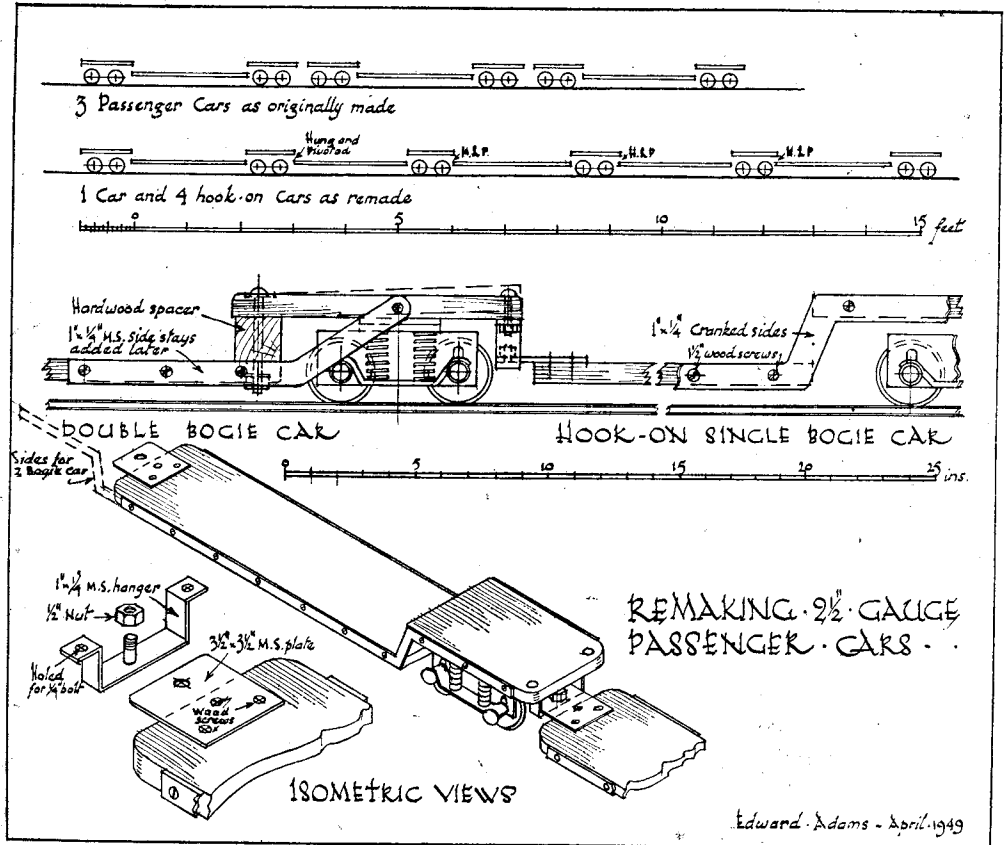 3 Passenger Cars as originally made
Hung and
Pivoted
H.&P.
H.&P
H.&P
1 Car and 4 hook-on Cars as remade
0 5 10 15 feet
Hardwood spacer
1"×¼" M.S. side stays
added later
1"×¼" Cranked sides
1½" wood screws
DOUBLE BOGIE CAR
HOOK-ON SINGLE BOGIE CAR
Sides for
2 Bogie car
0 5 10 15 20 25 ins.
1"×¼" M.S. hanger
½" Nut
Holed
for ¼" bolt
3½"×3½" M.S. plate
Wood
screws
REMAKING · 2½" · GAUGE
PASSENGER · CARS · ·
ISOMETRIC VIEWS
Edward · Adams - April · 1949